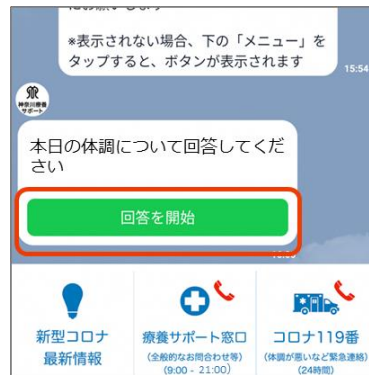 *表示されない場合、下の「メニュー」を
タップすると、ボタンが表示されます
15:54
神奈川療養
サポート
本日の体調について回答してくだ
さい
回答を開始
新型コロナ
最新情報
療養サポート窓口
(全般的なお問合わせ等)
(9:00 - 21:00)
コロナ119番
(体調が悪いなど緊急連絡)
(24時間)